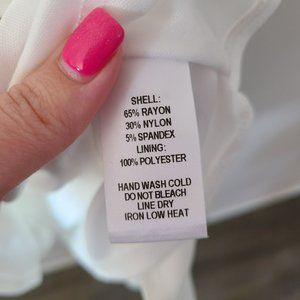 SHELL:
65% RAYON
30% NYLON
5% SPANDEX
LINING:
100% POLYESTER
HAND WASH COLD
DO NOT BLEACH
LINE DRY
IRON LOW HEAT